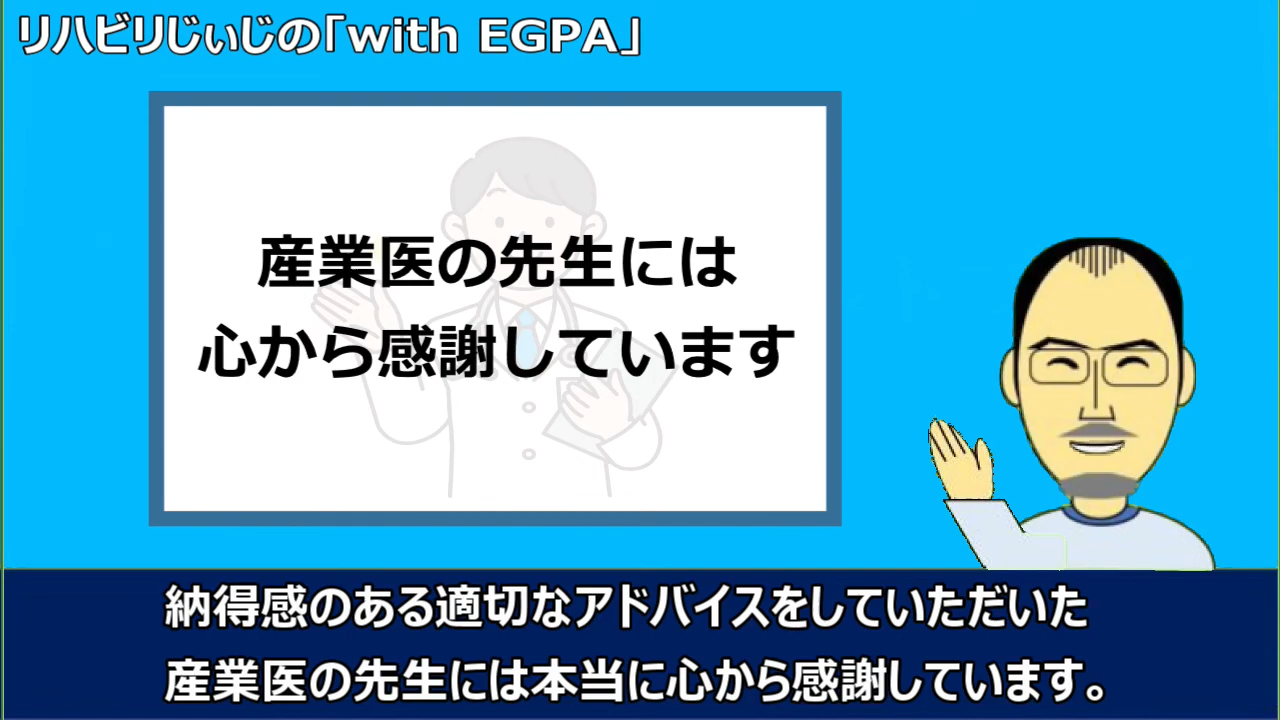 リハビリじぃじの「with EGPA」
産業医の先生には
心から感謝しています
納得感のある適切なアドバイスをしていただいた
産業医の先生には本当に心から感謝しています。